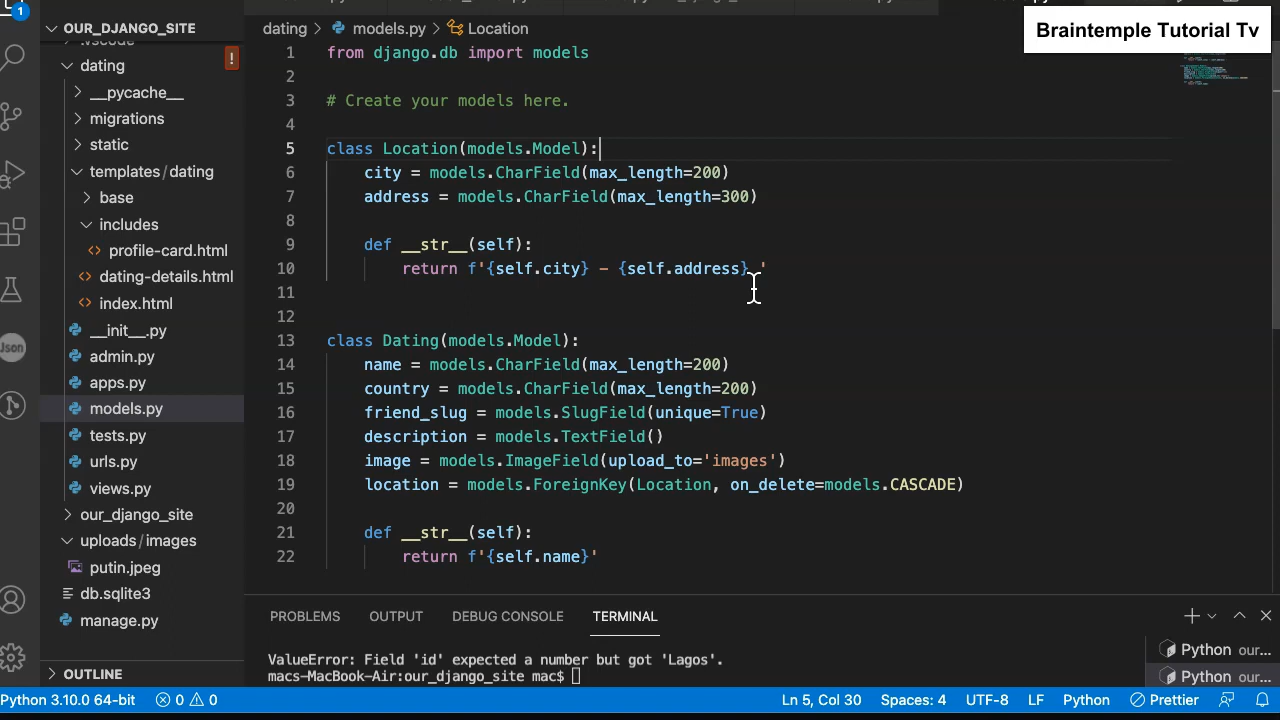 1
OUR_DJANGO_SITE
.vscode
dating
!
__pycache__
migrations
static
templates / dating
base
includes
<> profile-card.html
<> dating-details.html
<> index.html
__init__.py
admin.py
apps.py
models.py
tests.py
urls.py
views.py
our_django_site
uploads / images
putin.jpeg
db.sqlite3
manage.py
OUTLINE
Json
dating > models.py > Location
Braintemple Tutorial Tv
1 from django.db import models
2
3 # Create your models here.
4
5 class Location(models.Model):
6 city = models.CharField(max_length=200)
7 address = models.CharField(max_length=300)
8
9 def __str__(self):
10 return f'{self.city} - {self.address} '
11
12
13 class Dating(models.Model):
14 name = models.CharField(max_length=200)
15 country = models.CharField(max_length=200)
16 friend_slug = models.SlugField(unique=True)
17 description = models.TextField()
18 image = models.ImageField(upload_to='images')
19 location = models.ForeignKey(Location, on_delete=models.CASCADE)
20
21 def __str__(self):
22 return f'{self.name}'
PROBLEMS OUTPUT DEBUG CONSOLE TERMINAL
ValueError: Field 'id' expected a number but got 'Lagos'.
macs-MacBook-Air:our_django_site mac$
Python our...
Python our...
Python 3.10.0 64-bit 0 0 Ln 5, Col 30 Spaces: 4 UTF-8 LF Python Prettier